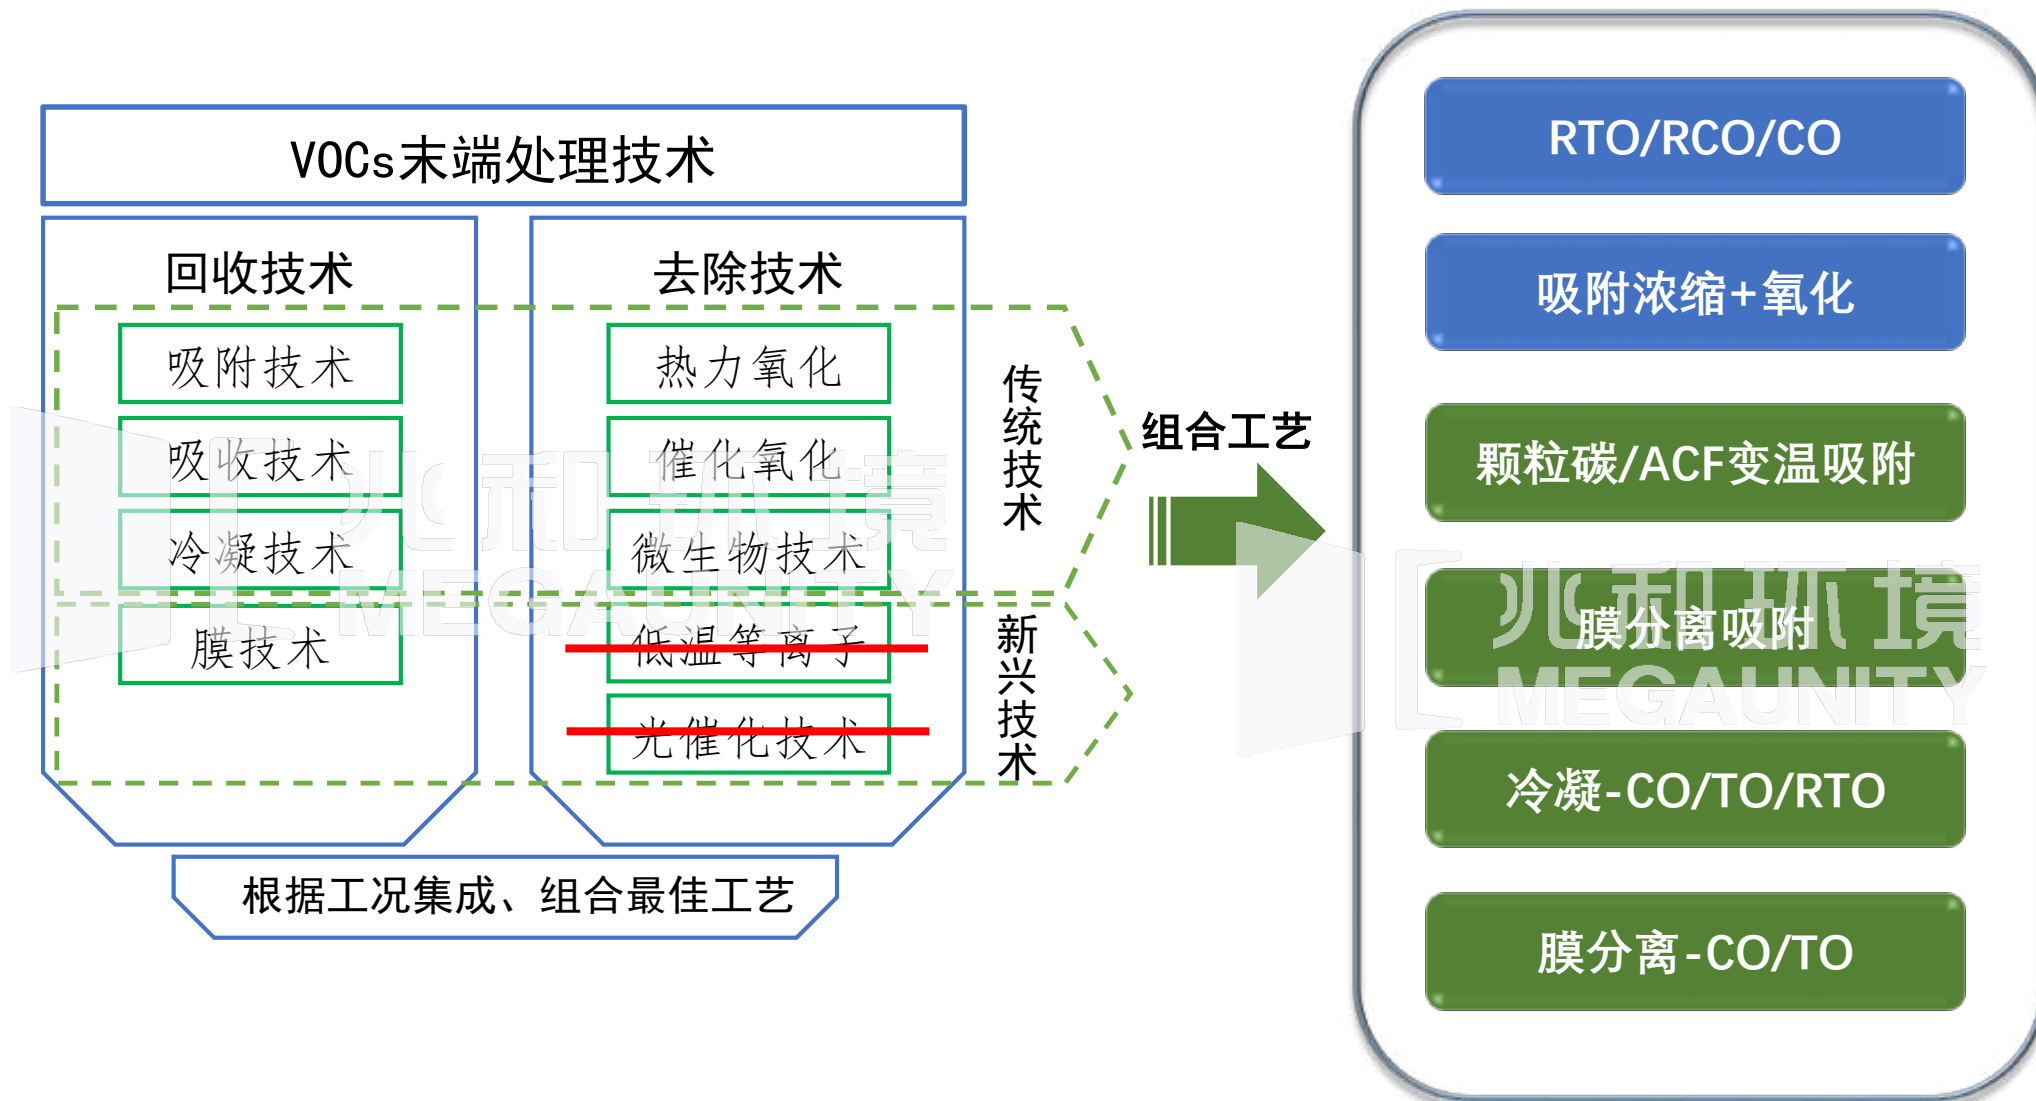 VOCs末端处理技术
回收技术
吸附技术
吸收技术
冷凝技术
膜技术
去除技术
热力氧化
催化氧化
微生物技术
低温等离子
光催化技术
传统技术
新兴技术
根据工况集成、组合最佳工艺
组合工艺
RTO/RCO/CO
吸附浓缩+氧化
颗粒碳/ACF变温吸附
膜分离吸附
冷凝-CO/TO/RTO
膜分离-CO/TO
兆和环境
MEGAUNITY
兆和环境
MEGAUNITY